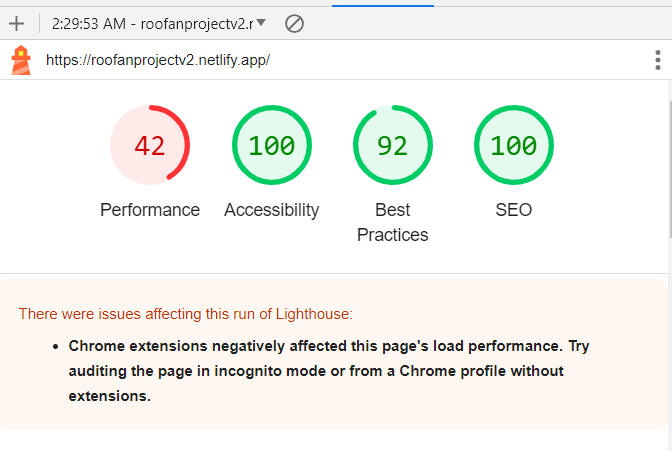 2:29:53 AM - roofanprojectv2.r
https://roofanprojectv2.netlify.app/
42 100 92 100
Performance Accessibility Best Practices SEO
There were issues affecting this run of Lighthouse:
• Chrome extensions negatively affected this page's load performance. Try
auditing the page in incognito mode or from a Chrome profile without
extensions.